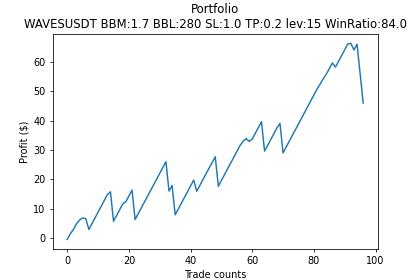 Portfolio
WAVESUSDT BBM:1.7 BBL:280 SL:1.0 TP:0.2 lev:15 WinRatio:84.0
Profit ($)
60
50
40
30
20
10
0
0 20 40 60 80 100
Trade counts